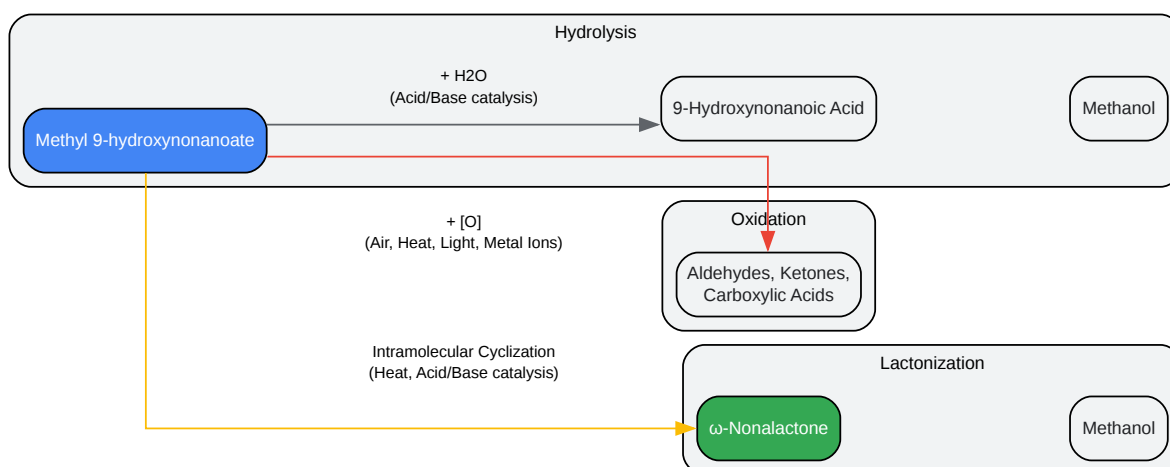 Hydrolysis
+ H2O
(Acid/Base catalysis)
9-Hydroxynonanoic Acid
Methanol
Methyl 9-hydroxynonanoate
Oxidation
+ [O]
(Air, Heat, Light, Metal Ions)
Aldehydes, Ketones,
Carboxylic Acids
Intramolecular Cyclization
(Heat, Acid/Base catalysis)
Lactonization
ω-Nonalactone
Methanol